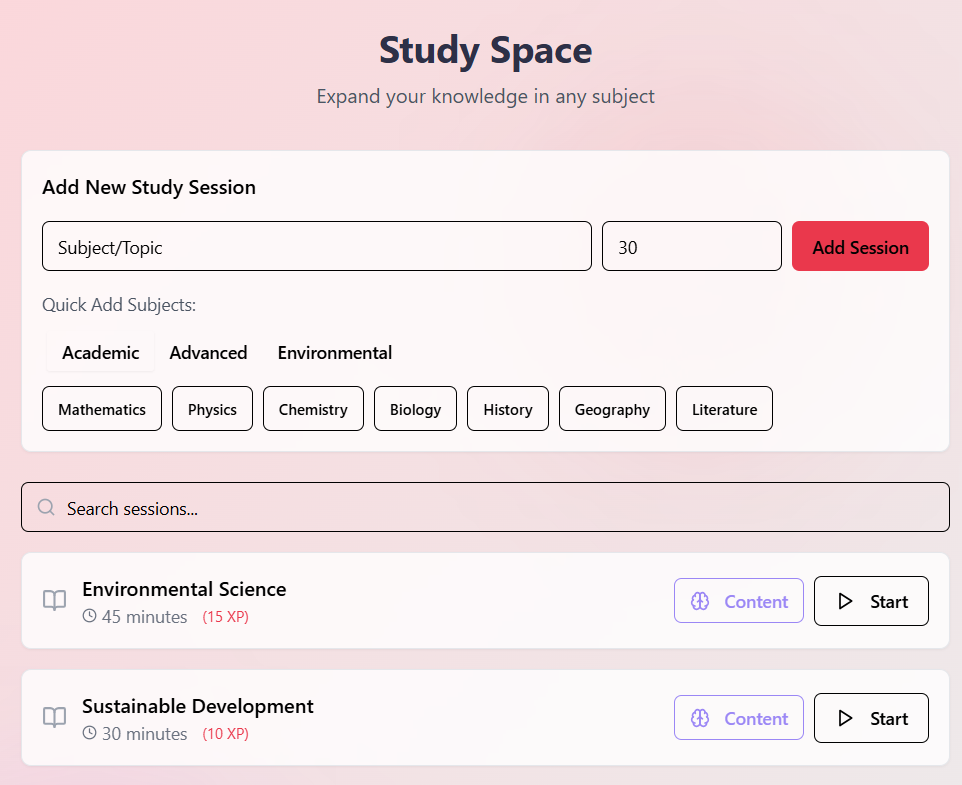 Study Space
Expand your knowledge in any subject
Add New Study Session
Subject/Topic 30 Add Session
Quick Add Subjects:
Academic Advanced Environmental
Mathematics Physics Chemistry Biology History Geography Literature
Search sessions...
Environmental Science
45 minutes (15 XP) Content Start
Sustainable Development
30 minutes (10 XP) Content Start